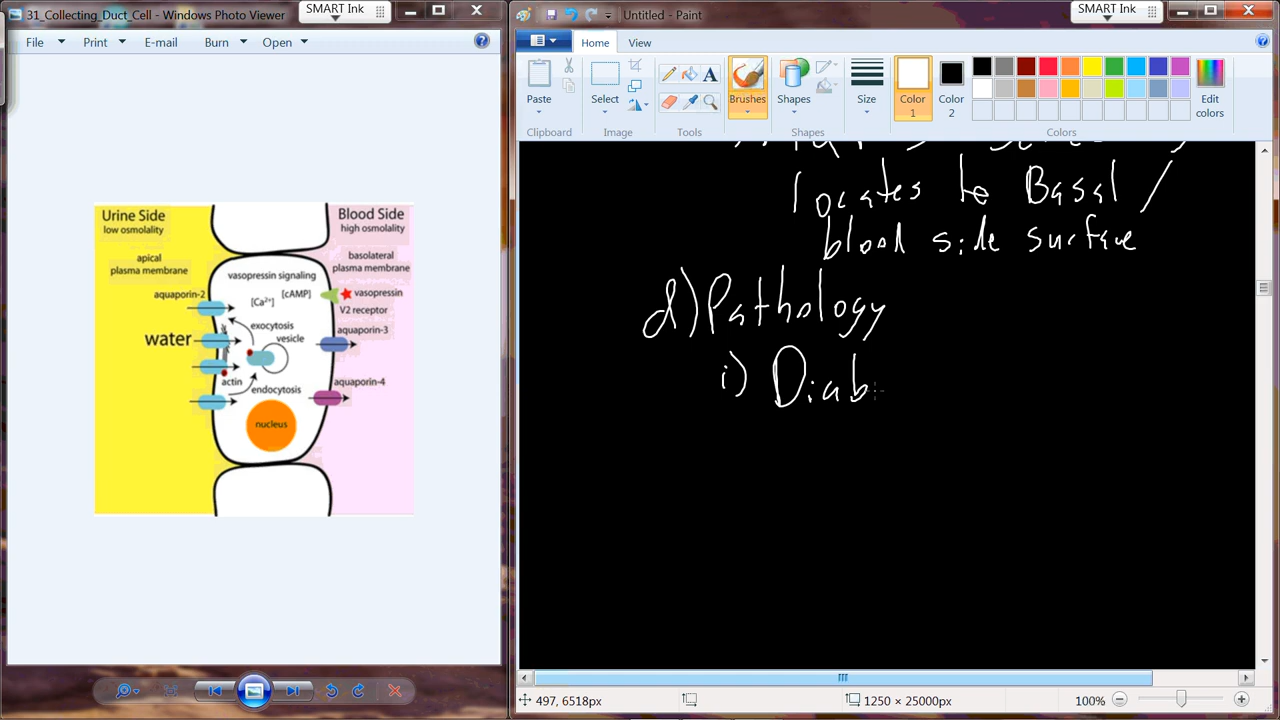 31_Collecting_Duct_Cell - Windows Photo Viewer
SMART Ink
File Print E-mail Burn Open
Urine Side
low osmolality
Blood Side
high osmolality
apical
plasma membrane
vasopressin signaling
basolateral
plasma membrane
aquaporin-2
[Ca2+]
[cAMP]
vasopressin
V2 receptor
water
exocytosis
vesicle
aquaporin-3
actin
endocytosis
aquaporin-4
nucleus
Untitled - Paint
SMART Ink
Home View
Paste
Select
A
Brushes
Shapes
Size
Color
1
Color
2
Edit
colors
Clipboard
Image
Tools
Shapes
Colors
locates to Basal /
blood side surface
d) Pathology
i) Diab
497, 6518px
1250 × 25000px
100%